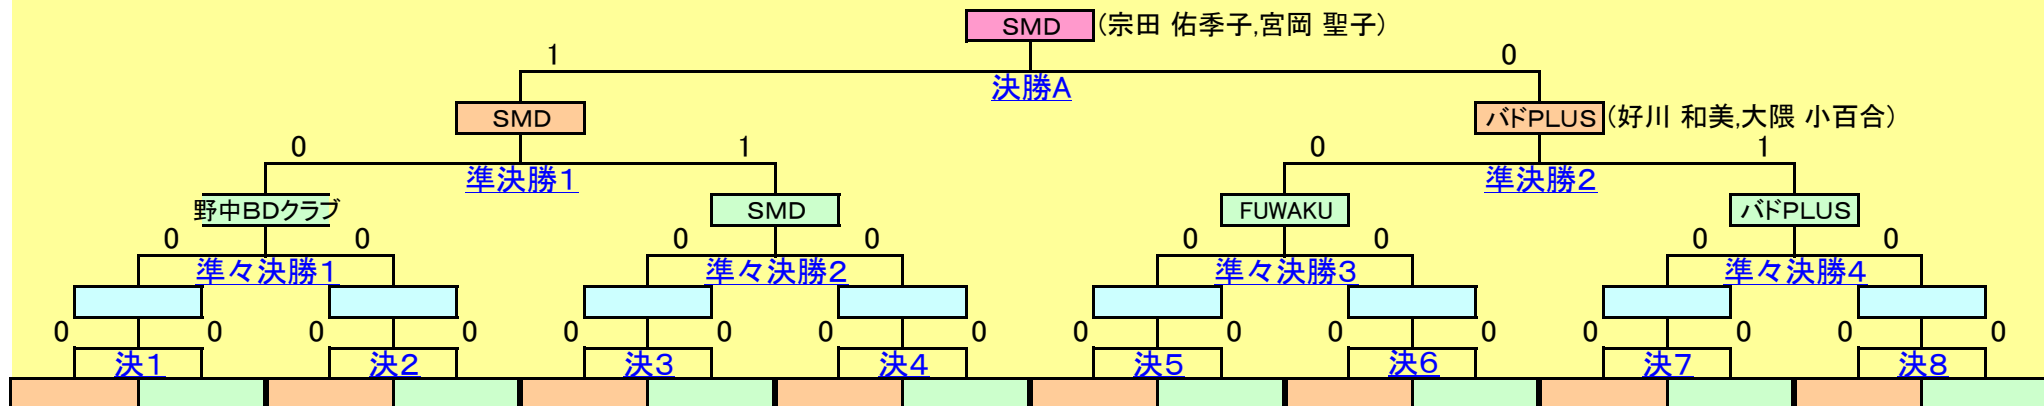 SMD (宗田 佑季子,宮岡 聖子)
1 0
決勝A
SMD バドPLUS (好川 和美,大隈 小百合)
0 1 0 1
準決勝1 準決勝2
野中BDクラブ SMD FUWAKU バドPLUS
0 0 0 0 0 0 0 0
準々決勝1 準々決勝2 準々決勝3 準々決勝4
0 0 0 0 0 0 0 0 0 0 0 0 0 0 0 0
決1 決2 決3 決4 決5 決6 決7 決8